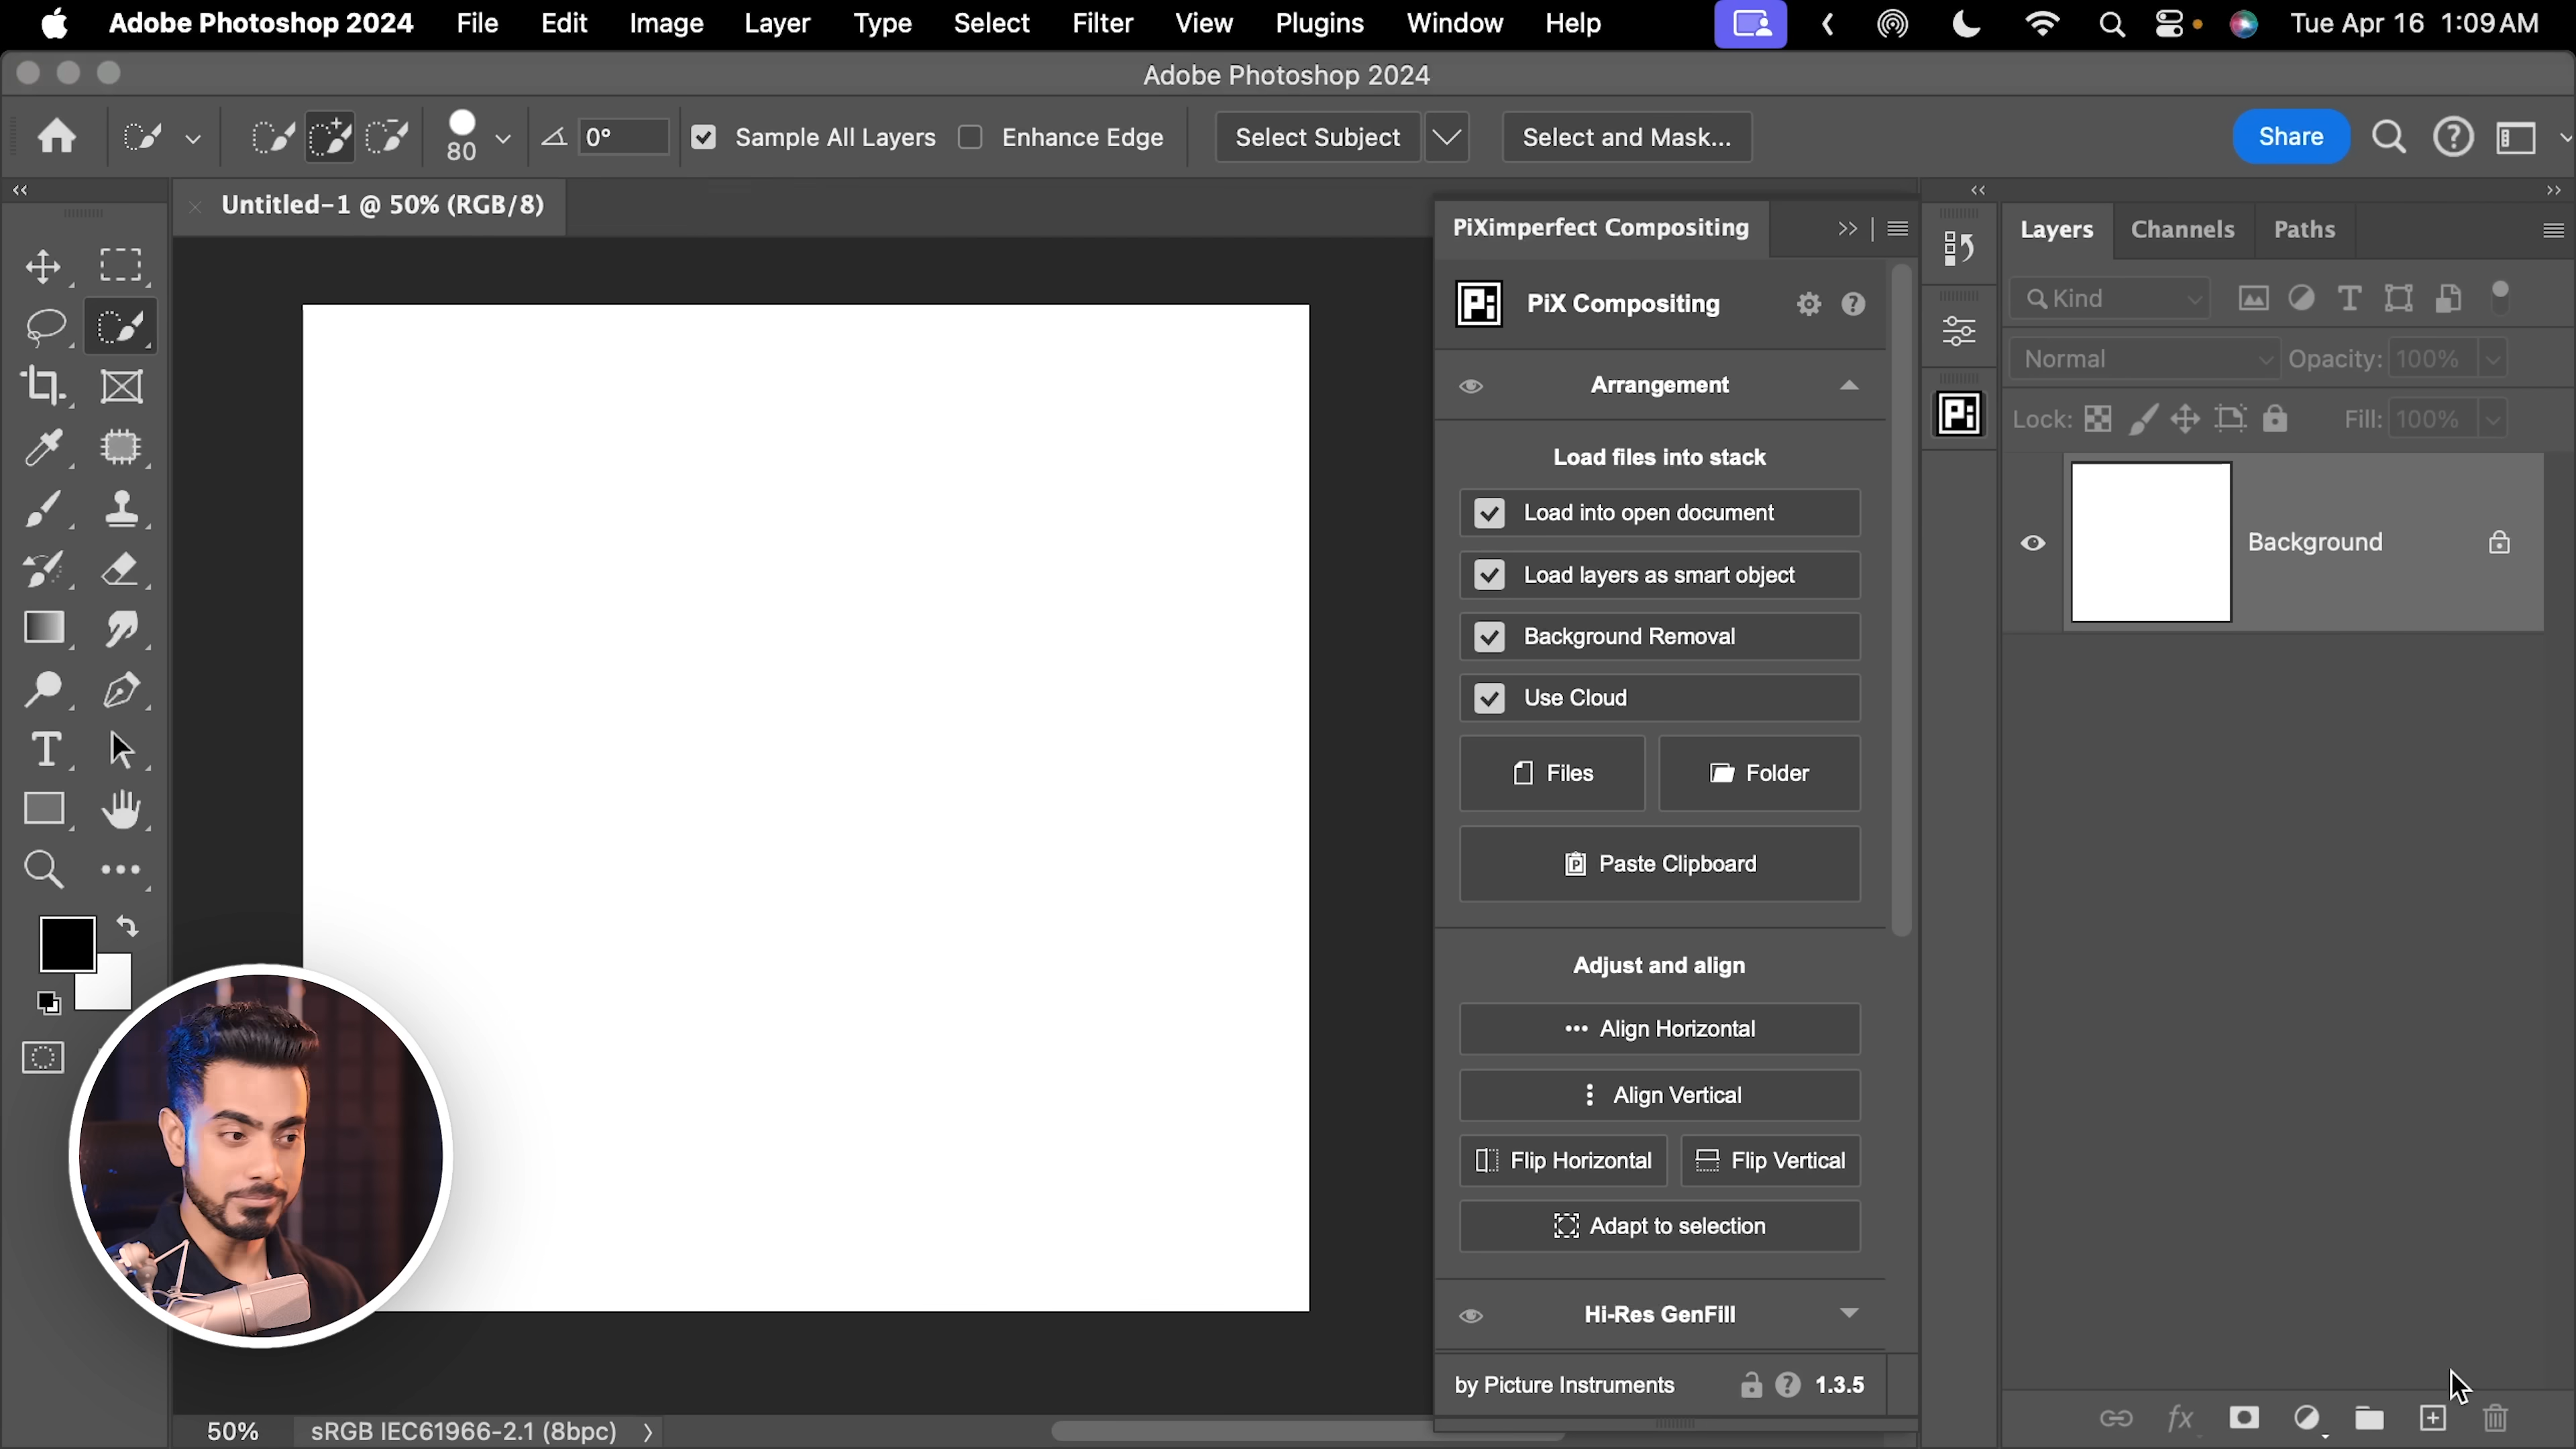 Adobe Photoshop 2024 File Edit Image Layer Type Select Filter View Plugins Window Help Tue Apr 16 1:09 AM
Adobe Photoshop 2024
80 0° Sample All Layers Enhance Edge Select Subject Select and Mask... Share
Untitled-1 @ 50% (RGB/8)
PiXimperfect Compositing
Pi PiX Compositing
Arrangement
Load files into stack
Load into open document
Load layers as smart object
Background Removal
Use Cloud
Files Folder
Paste Clipboard
Adjust and align
Align Horizontal
Align Vertical
Flip Horizontal Flip Vertical
Adapt to selection
Hi-Res GenFill
by Picture Instruments 1.3.5
Pi
Layers Channels Paths
Kind
Normal Opacity: 100%
Lock: Fill: 100%
Background
fx
50% sRGB IEC61966-2.1 (8bpc)